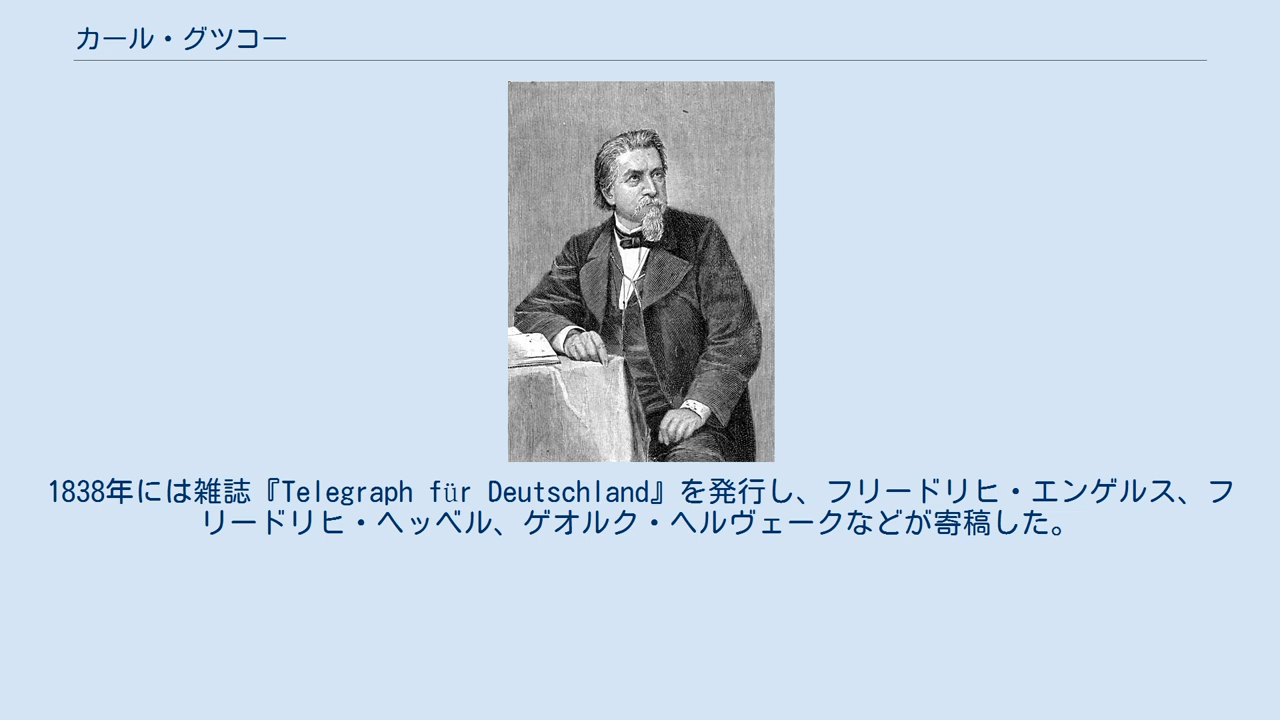 カール・グツコー
1838年には雑誌『Telegraph für Deutschland』を発行し、フリードリヒ・エンゲルス、フ
リードリヒ・ヘッベル、ゲオルク・ヘルヴェークなどが寄稿した。